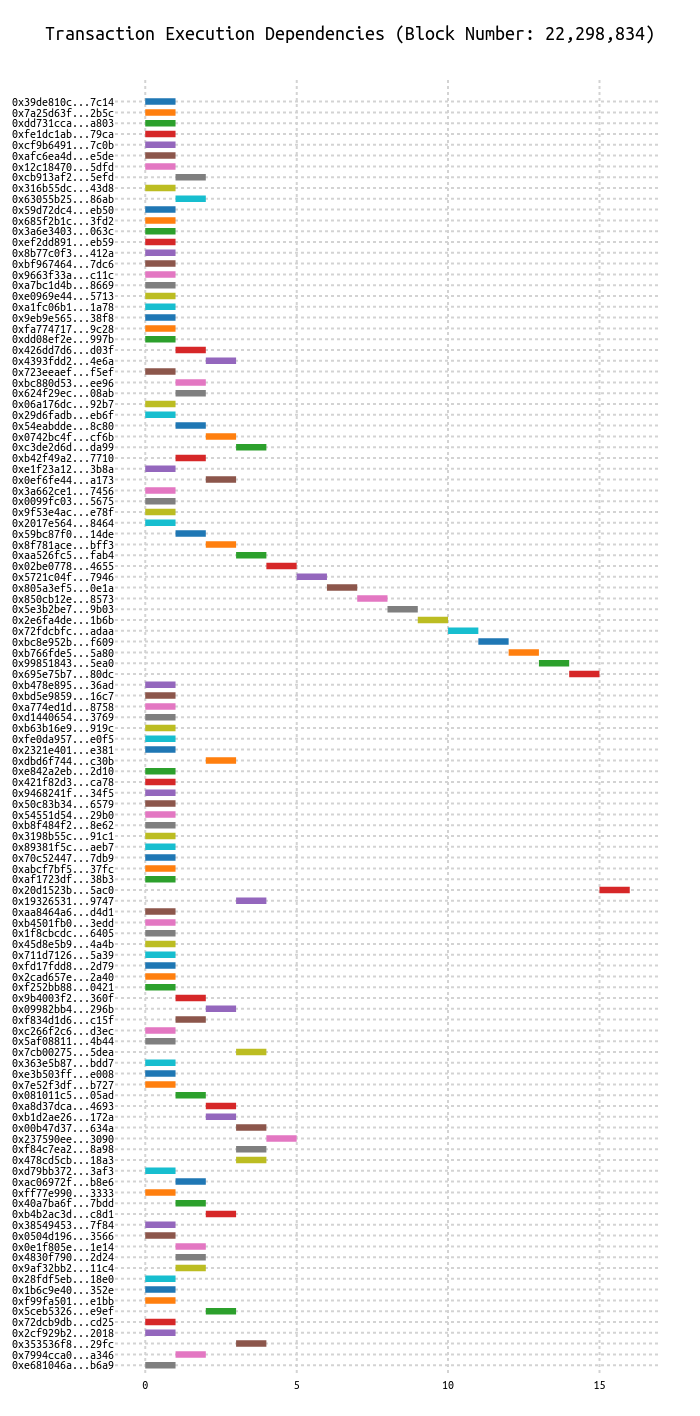 Transaction Execution Dependencies (Block Number: 22,298,834)
0x39de810c...7c14
0x7a25d63f...2b5c
0xdd731cca...a803
0xfe1dc1ab...79ca
0xcf9b6491...7c0b
0xafc6ea4d...e5de
0x12c18470...5dfd
0xcb913af2...5efd
0x316b55dc...43d8
0x63055b25...86ab
0x59d72dc4...eb50
0x685f2b1c...3fd2
0x3a6e3403...063c
0xef2dd891...eb59
0x8b77c0f3...412a
0xbf967464...7dc6
0x9663f33a...c11c
0xa7bc1d4b...8669
0xe0969e44...5713
0xa1fc06b1...1a78
0x9eb9e565...38f8
0xfa774717...9c28
0xdd08ef2e...997b
0x426dd7d6...d03f
0x4393fdd2...4e6a
0x723eeaef...f5ef
0xbc880d53...ee96
0x624f29ec...08ab
0x06a176dc...92b7
0x29d6fadb...eb6f
0x54eabdde...8c80
0x0742bc4f...cf6b
0xc3de2d6d...da99
0xb42f49a2...7710
0xe1f23a12...3b8a
0x0ef6fe44...a173
0x3a662ce1...7456
0x0099fc03...5675
0x9f53e4ac...e78f
0x2017e564...8464
0x59bc87f0...14de
0x8f781ace...bff3
0xaa526fc5...fab4
0x02be0778...4655
0x5721c04f...7946
0x805a3ef5...0e1a
0x850cb12e...8573
0x5e3b2be7...9b03
0x2e6fa4de...1b6b
0x72fdcbfc...adaa
0xbc8e952b...f609
0xb766fde5...5a80
0x99851843...5ea0
0x695e75b7...80dc
0xb478e895...36ad
0xbd5e9859...16c7
0xa774ed1d...8758
0xd1440654...3769
0xb63b16e9...919c
0xfe0da957...e0f5
0x2321e401...e381
0xdbd6f744...c30b
0xe842a2eb...2d10
0x421f82d3...ca78
0x9468241f...34f5
0x50c83b34...6579
0x54551d54...29b0
0xb8f484f2...8e62
0x3198b55c...91c1
0x89381f5c...aeb7
0x70c52447...7db9
0xabcf7bf5...37fc
0xaf1723df...38b3
0x20d1523b...5ac0
0x19326531...9747
0xaa8464a6...d4d1
0xb4501fb0...3edd
0x1f8cbcdc...6405
0x45d8e5b9...4a4b
0x711d7126...5a39
0xfd17fdd8...2d79
0x2cad657e...2a40
0xf252bb88...0421
0x9b4003f2...360f
0x09982bb4...296b
0xf834d1d6...c15f
0xc266f2c6...d3ec
0x5af08811...4b44
0x7cb00275...5dea
0x363e5b87...bdd7
0xe3b503ff...e008
0x7e52f3df...b727
0x081011c5...05ad
0xa8d37dca...4693
0xb1d2ae26...172a
0x00b47d37...634a
0x237590ee...3090
0xf84c7ea2...8a98
0x478cd5cb...18a3
0xd79bb372...3af3
0xac06972f...b8e6
0xff77e990...3333
0x40a7ba6f...7bdd
0xb4b2ac3d...c8d1
0x38549453...7f84
0x0504d196...3566
0x0e1f805e...1e14
0x4830f790...2d24
0x9af32bb2...11c4
0x28fdf5eb...18e0
0x1b6c9e40...352e
0xf99fa501...e1bb
0x5ceb5326...e9ef
0x72dcb9db...cd25
0x2cf929b2...2018
0x353536f8...29fc
0x7994cca0...a346
0xe681046a...b6a9
0 5 10 15